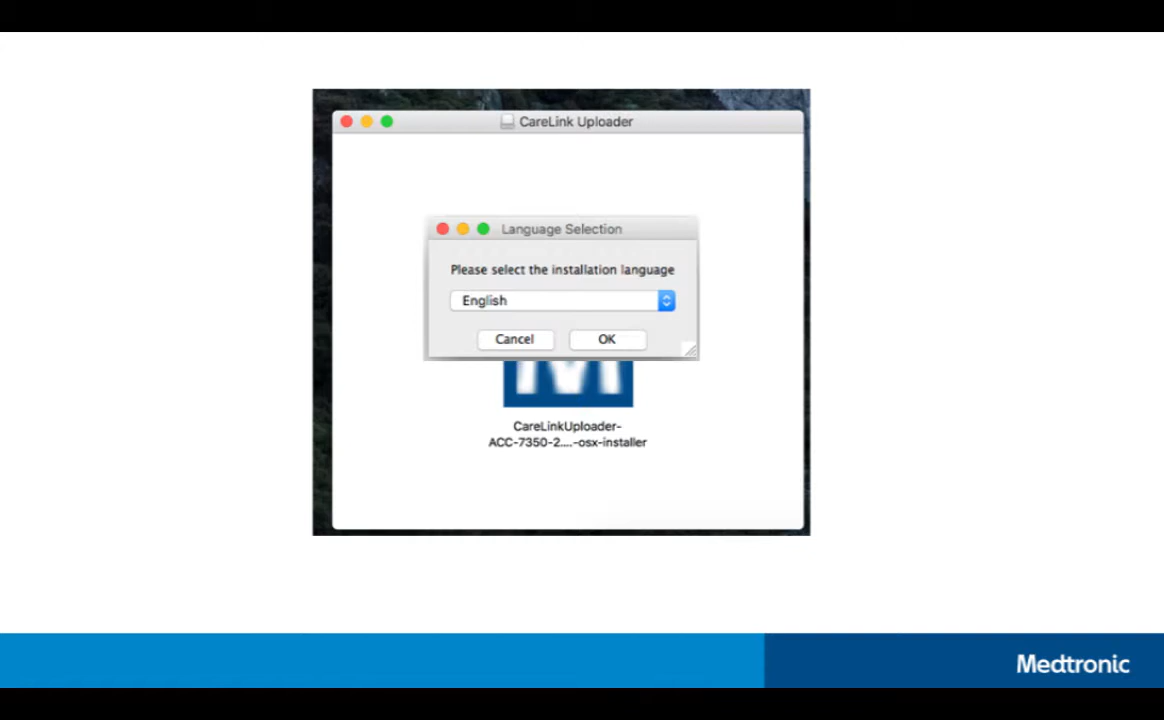 CareLink Uploader
Language Selection
Please select the installation language
English
Cancel
OK
M
CareLinkUploader-
ACC-7350-2....-osx-installer
Medtronic